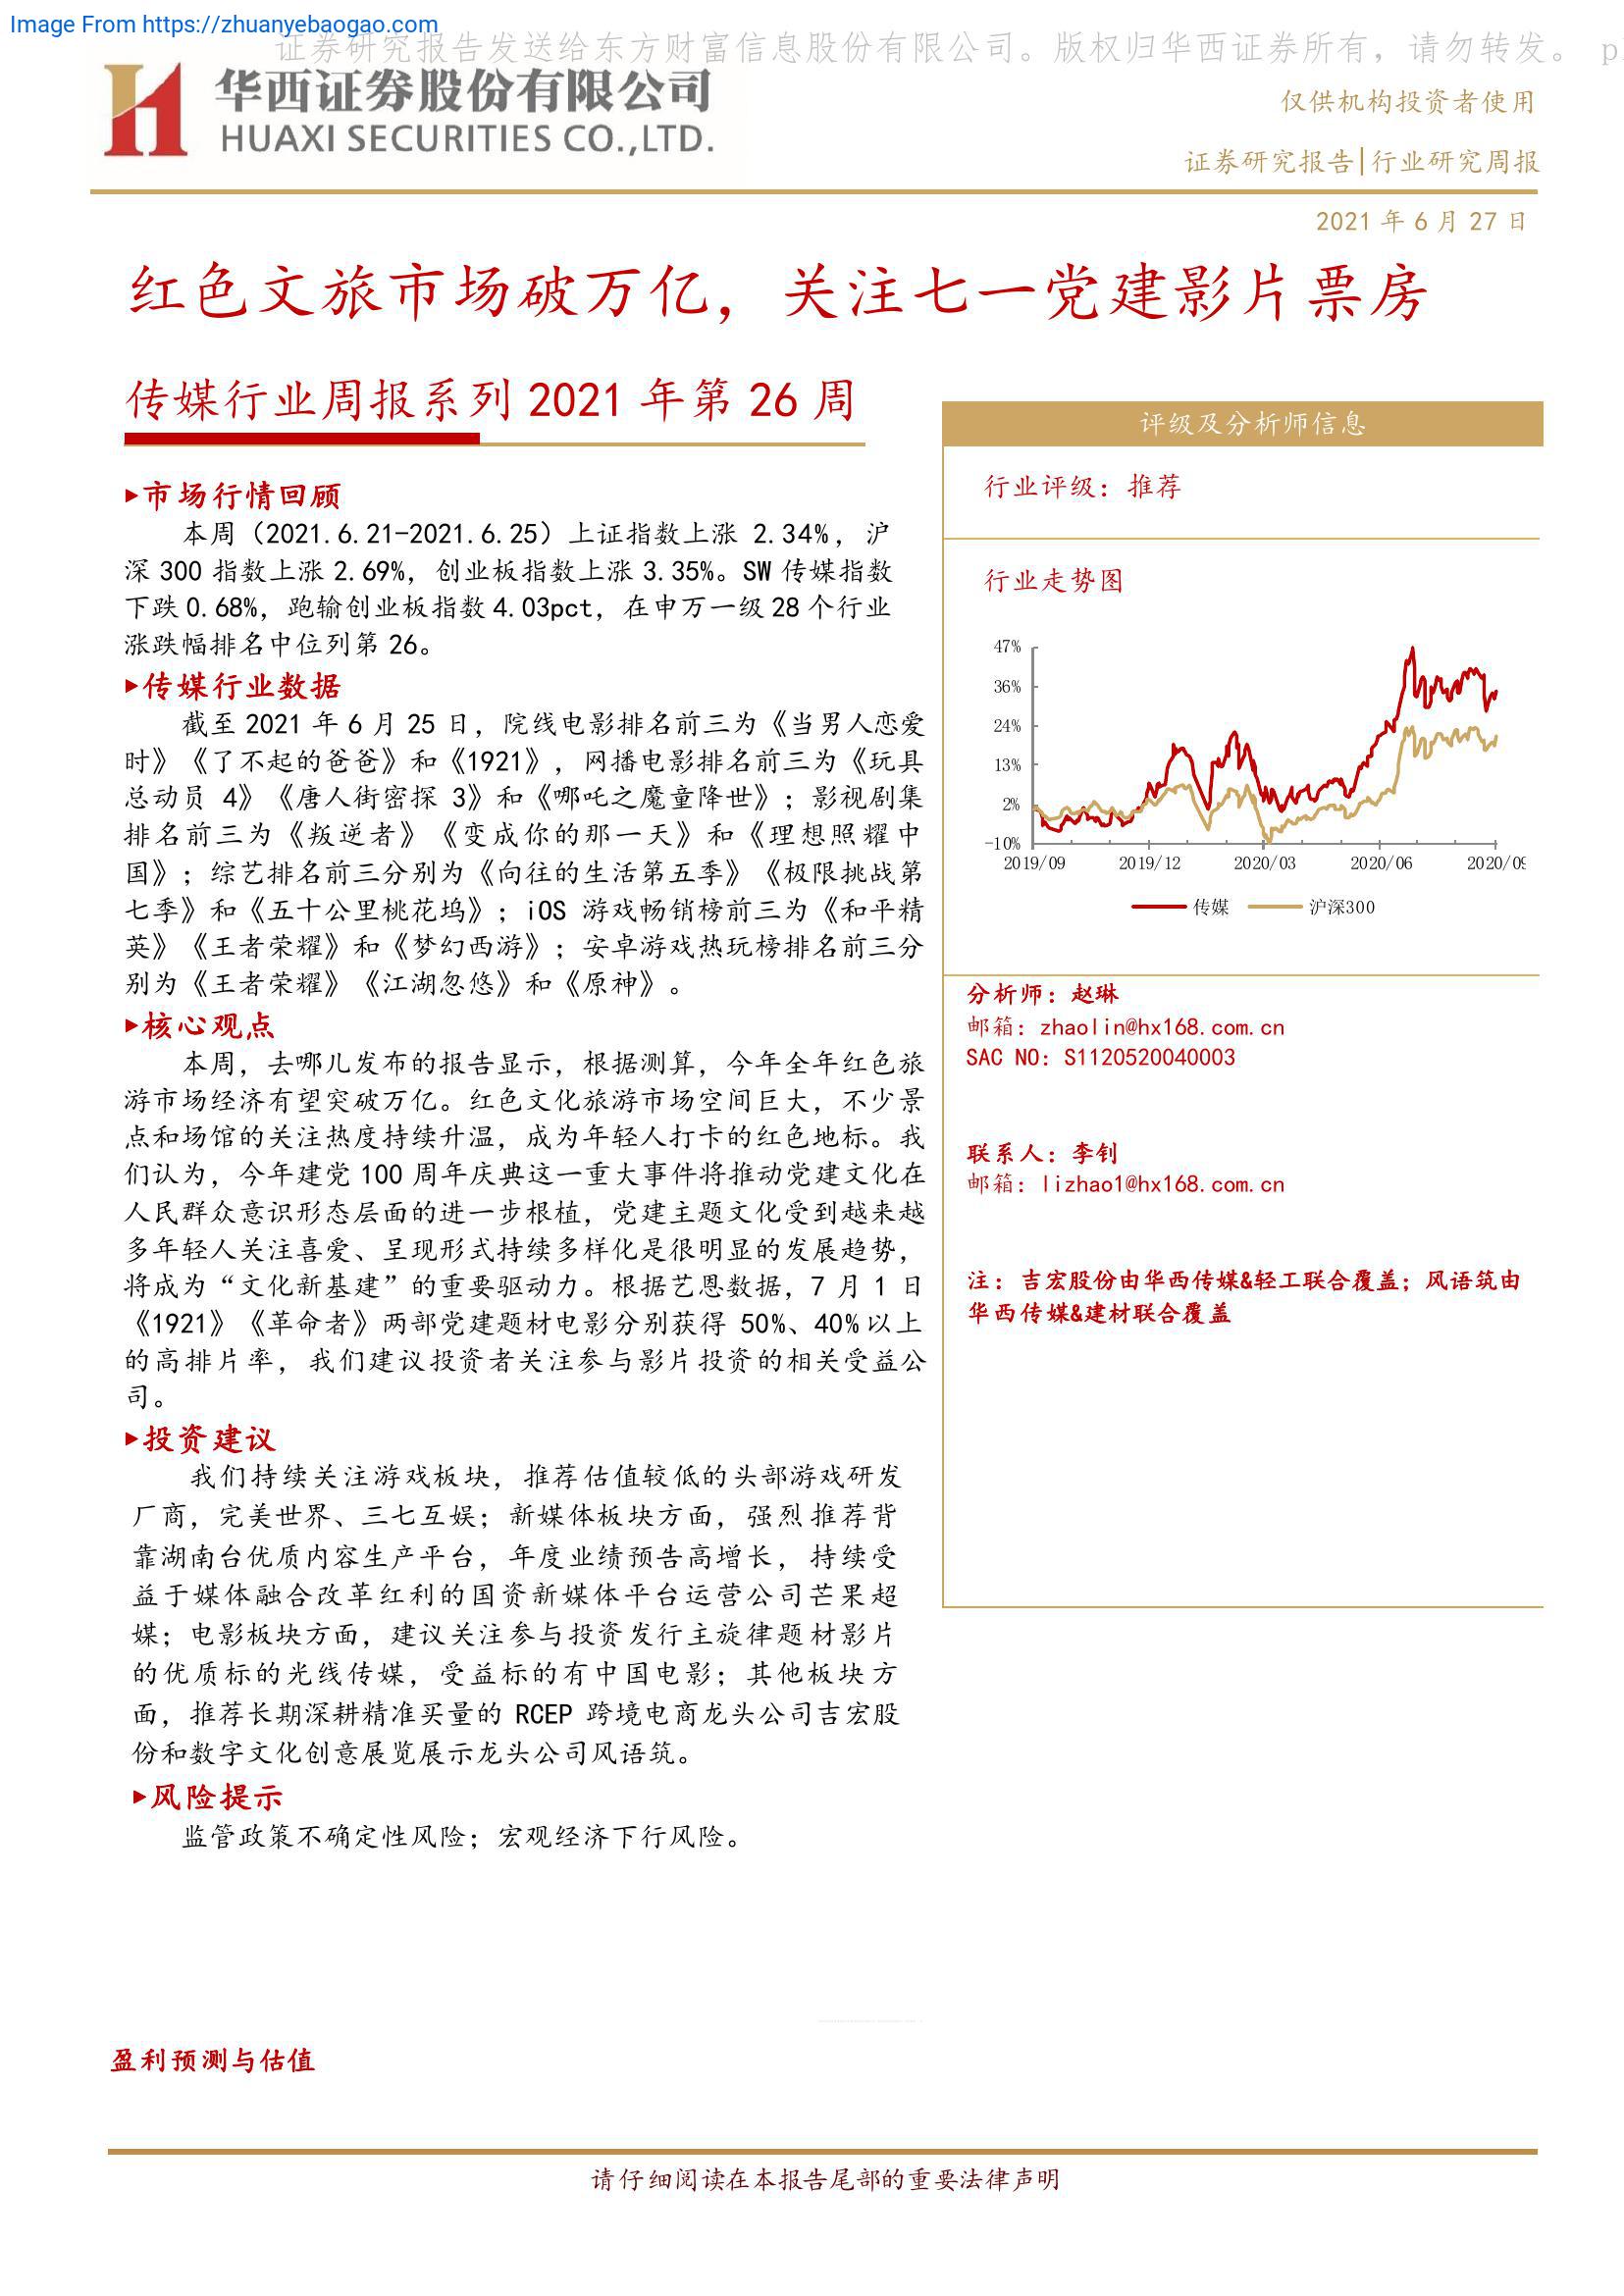 Image From https://zhuanyebaogao.com
证券研究报告发送给东方财富信息股份有限公司。版权归华西证券所有，请勿转发。 p
华西证券股份有限公司
HUAXI SECURITIES CO.,LTD.
仅供机构投资者使用
证券研究报告|行业研究周报
2021 年 6 月 27 日
红色文旅市场破万亿，关注七一党建影片票房
传媒行业周报系列 2021 年第 26 周
▸市场行情回顾
本周（2021.6.21-2021.6.25）上证指数上涨 2.34%，沪
深 300 指数上涨 2.69%，创业板指数上涨 3.35%。SW 传媒指数
下跌 0.68%，跑输创业板指数 4.03pct，在申万一级 28 个行业
涨跌幅排名中位列第 26。
▸传媒行业数据
截至 2021 年 6 月 25 日，院线电影排名前三为《当男人恋爱
时》《了不起的爸爸》和《1921》，网播电影排名前三为《玩具
总动员 4》《唐人街密探 3》和《哪吒之魔童降世》；影视剧集
排名前三为《叛逆者》《变成你的那一天》和《理想照耀中
国》；综艺排名前三分别为《向往的生活第五季》《极限挑战第
七季》和《五十公里桃花坞》；iOS 游戏畅销榜前三为《和平精
英》《王者荣耀》和《梦幻西游》；安卓游戏热玩榜排名前三分
别为《王者荣耀》《江湖忽悠》和《原神》。
▸核心观点
本周，去哪儿发布的报告显示，根据测算，今年全年红色旅
游市场经济有望突破万亿。红色文化旅游市场空间巨大，不少景
点和场馆的关注热度持续升温，成为年轻人打卡的红色地标。我
们认为，今年建党 100 周年庆典这一重大事件将推动党建文化在
人民群众意识形态层面的进一步根植，党建主题文化受到越来越
多年轻人关注喜爱、呈现形式持续多样化是很明显的发展趋势，
将成为“文化新基建”的重要驱动力。根据艺恩数据，7 月 1 日
《1921》《革命者》两部党建题材电影分别获得 50%、40%以上
的高排片率，我们建议投资者关注参与影片投资的相关受益公
司。
▸投资建议
我们持续关注游戏板块，推荐估值较低的头部游戏研发
厂商，完美世界、三七互娱；新媒体板块方面，强烈推荐背
靠湖南台优质内容生产平台，年度业绩预告高增长，持续受
益于媒体融合改革红利的国资新媒体平台运营公司芒果超
媒；电影板块方面，建议关注参与投资发行主旋律题材影片
的优质标的光线传媒，受益标的有中国电影；其他板块方
面，推荐长期深耕精准买量的 RCEP 跨境电商龙头公司吉宏股
份和数字文化创意展览展示龙头公司风语筑。
▸风险提示
监管政策不确定性风险；宏观经济下行风险。
评级及分析师信息
行业评级：推荐
行业走势图
47%
36%
24%
13%
2%
-10%
2019/09 2019/12 2020/03 2020/06 2020/09
传媒 沪深300
分析师：赵琳
邮箱：zhaolin@hx168.com.cn
SAC NO：S1120520040003
联系人：李钊
邮箱：lizhao1@hx168.com.cn
注：吉宏股份由华西传媒&轻工联合覆盖；风语筑由
华西传媒&建材联合覆盖
盈利预测与估值
请仔细阅读在本报告尾部的重要法律声明